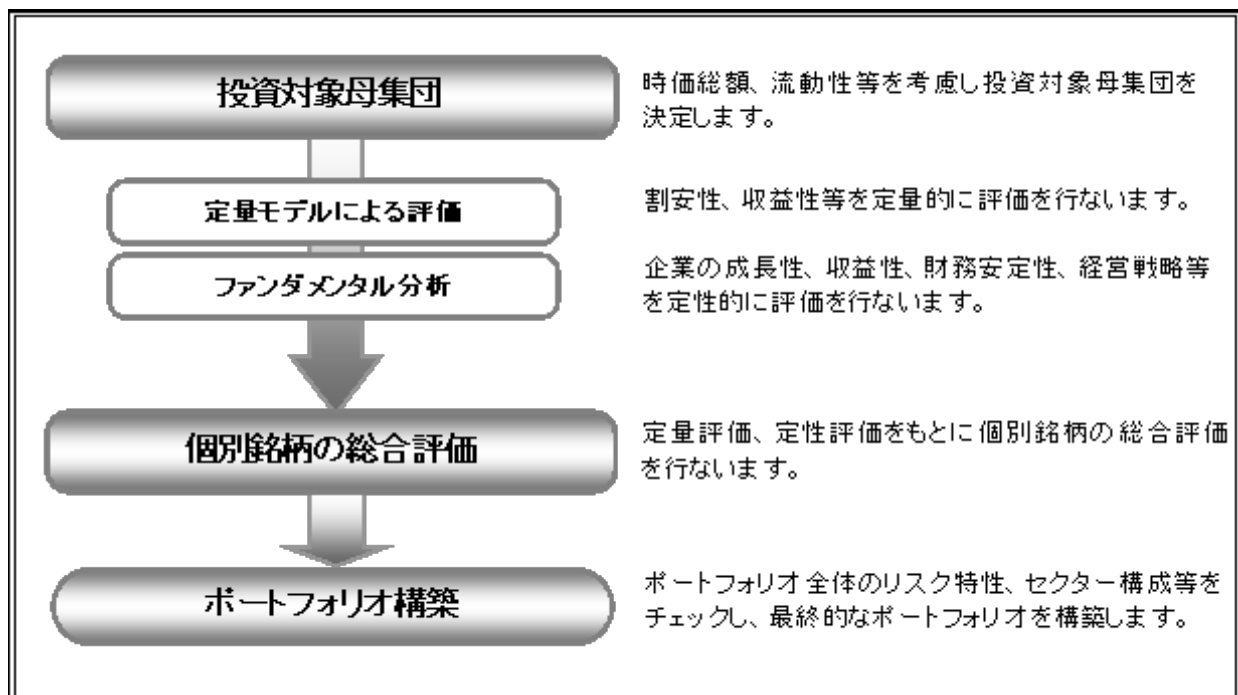 投資対象母集団
時価総額、流動性等を考慮し投資対象母集団を
決定します。
定量モデルによる評価
割安性、収益性等を定量的に評価を行ないます。
ファンダメンタル分析
企業の成長性、収益性、財務安定性、経営戦略等
を定性的に評価を行ないます。
個別銘柄の総合評価
定量評価、定性評価をもとに個別銘柄の総合評価
を行ないます。
ポートフォリオ構築
ポートフォリオ全体のリスク特性、セクター構成等を
チェックし、最終的なポートフォリオを構築します。